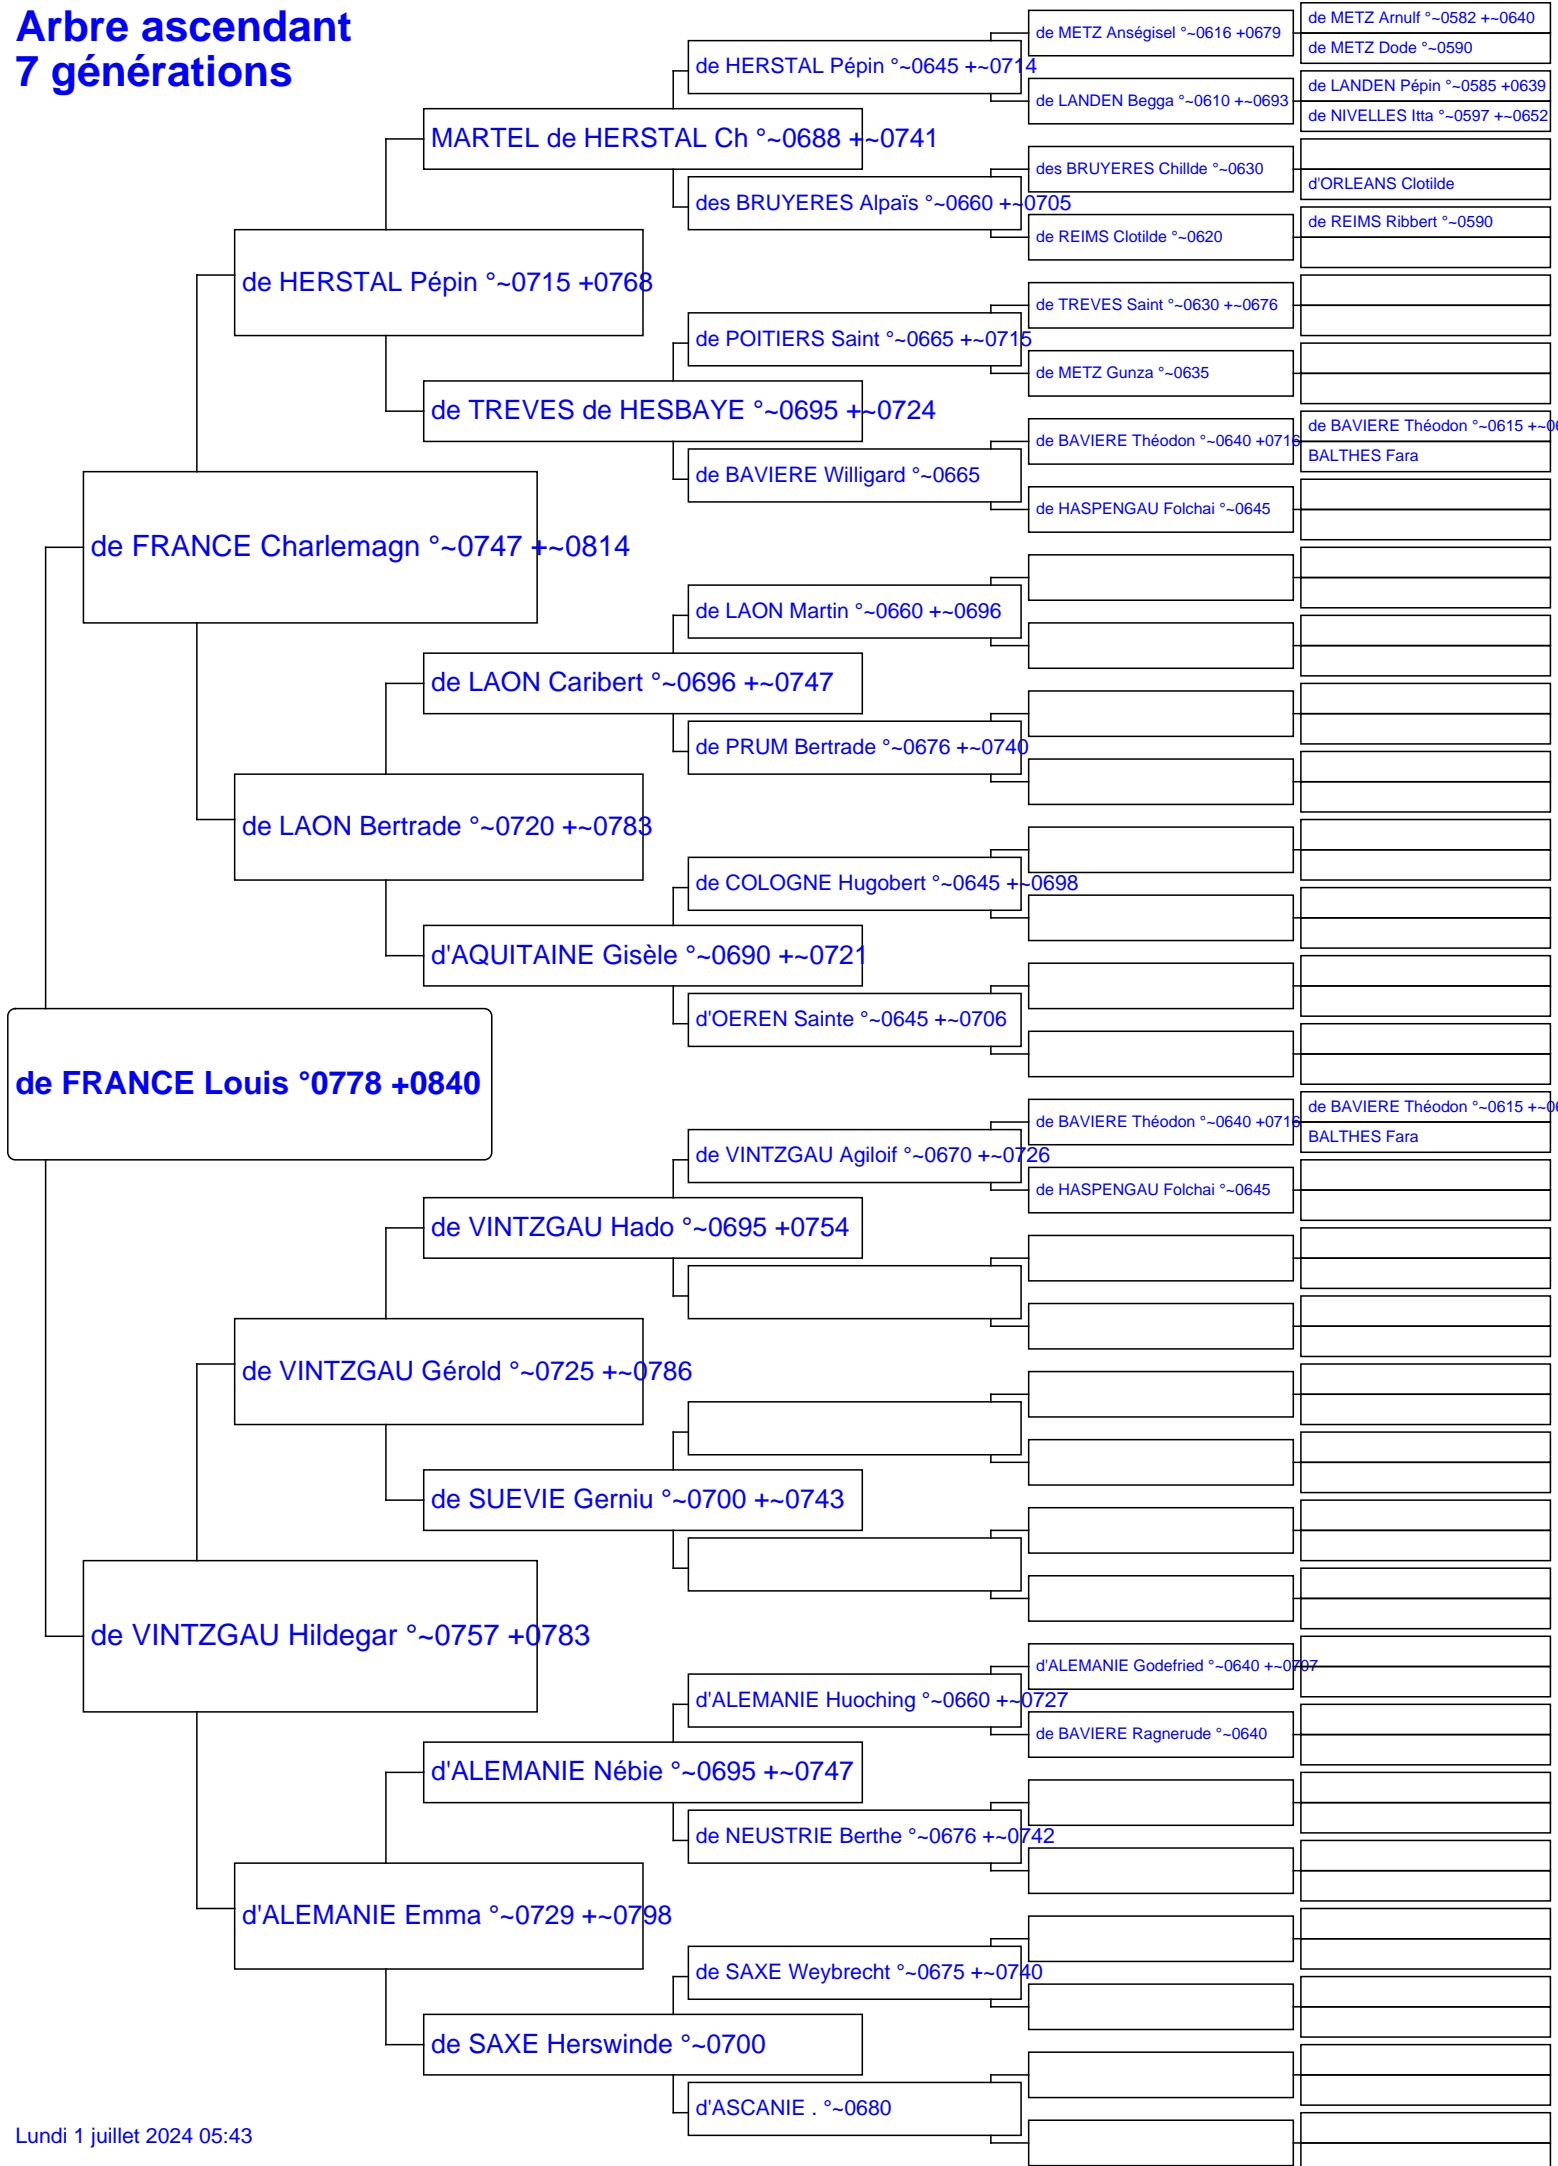 Arbre ascendant
7 générations
de METZ Arnulf °~0582 +~0640
de METZ Anségisel °~0616 +0679
de METZ Dode °~0590
de HERSTAL Pépin °~0645 +~0714
de LANDEN Pépin °~0585 +0639
de LANDEN Begga °~0610 +~0693
de NIVELLES Itta °~0597 +~0652
MARTEL de HERSTAL Ch °~0688 +~0741
des BRUYERES Chillde °~0630
d'ORLEANS Clotilde
des BRUYERES Alpaïs °~0660 +~0705
de REIMS Ribbert °~0590
de REIMS Clotilde °~0620
de HERSTAL Pépin °~0715 +0768
de TREVES Saint °~0630 +~0676
de POITIERS Saint °~0665 +~0715
de METZ Gunza °~0635
de TREVES de HESBAYE °~0695 +~0724
de BAVIERE Théodon °~0615 +~06
de BAVIERE Théodon °~0640 +0716
BALTHES Fara
de BAVIERE Willigard °~0665
de HASPENGAU Folchai °~0645
de FRANCE Charlemagn °~0747 +~0814
de LAON Martin °~0660 +~0696
de LAON Caribert °~0696 +~0747
de PRUM Bertrade °~0676 +~0740
de LAON Bertrade °~0720 +~0783
de COLOGNE Hugobert °~0645 +~0698
d'AQUITAINE Gisèle °~0690 +~0721
d'OEREN Sainte °~0645 +~0706
de FRANCE Louis °0778 +0840
de BAVIERE Théodon °~0615 +~06
de BAVIERE Théodon °~0640 +0716
BALTHES Fara
de VINTZGAU Agiloif °~0670 +~0726
de HASPENGAU Folchai °~0645
de VINTZGAU Hado °~0695 +0754
de VINTZGAU Gérold °~0725 +~0786
de SUEVIE Gerniu °~0700 +~0743
de VINTZGAU Hildegar °~0757 +0783
d'ALEMANIE Godefried °~0640 +~0707
d'ALEMANIE Huoching °~0660 +~0727
de BAVIERE Ragnerude °~0640
d'ALEMANIE Nébie °~0695 +~0747
de NEUSTRIE Berthe °~0676 +~0742
d'ALEMANIE Emma °~0729 +~0798
de SAXE Weybrecht °~0675 +~0740
de SAXE Herswinde °~0700
d'ASCANIE . °~0680
Lundi 1 juillet 2024 05:43